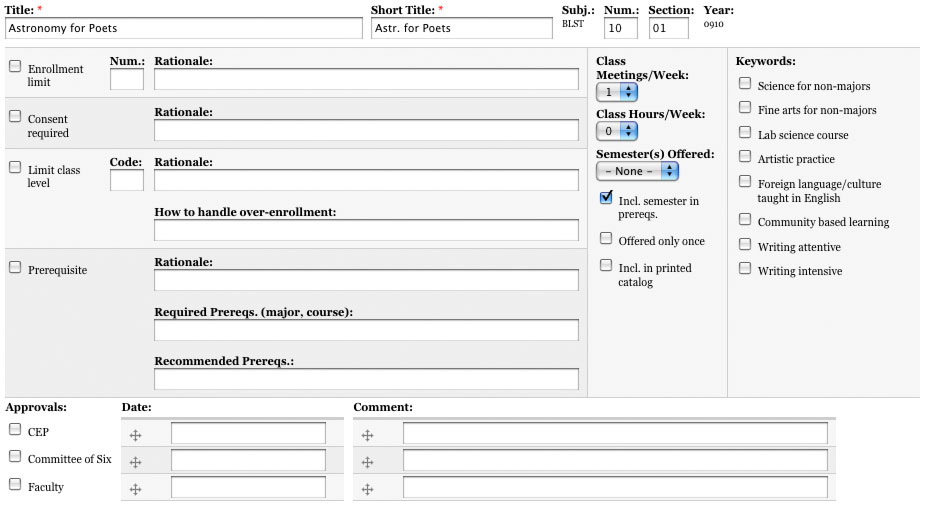 Title: * Short Title: * Subj.: Num.: Section: Year:
Astronomy for Poets Astr. for Poets BLST 10 01 0910
Enrollment limit Num.: Rationale:
Consent required Rationale:
Limit class level Code: Rationale:
How to handle over-enrollment:
Prerequisite Rationale:
Required Prereqs. (major, course):
Recommended Prereqs.:
Class
Meetings/Week:
1
Class Hours/Week:
0
Semester(s) Offered:
– None –
Incl. semester in
prereqs.
Offered only once
Incl. in printed
catalog
Keywords:
Science for non-majors
Fine arts for non-majors
Lab science course
Artistic practice
Foreign language/culture
taught in English
Community based learning
Writing attentive
Writing intensive
Approvals: Date: Comment:
CEP
Committee of Six
Faculty